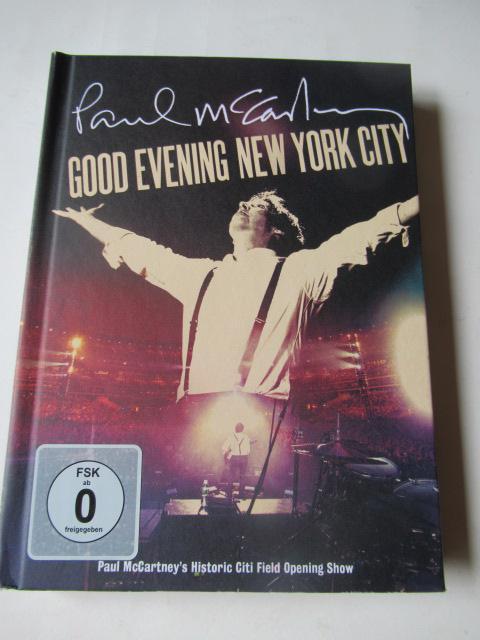 Paul McCartney
GOOD EVENING NEW YORK CITY
FSK
ab
0
freigegeben
Paul McCartney's Historic Citi Field Opening Show